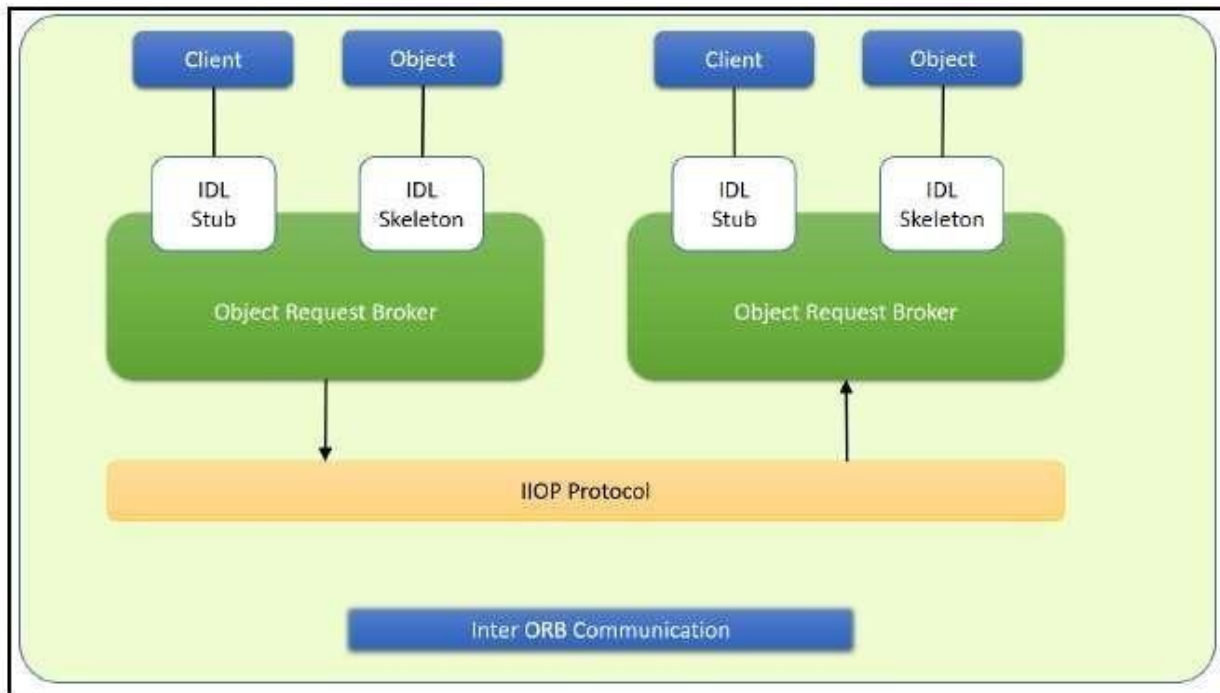 Client
Object
Client
Object
IDL
Stub
IDL
Skeleton
IDL
Stub
IDL
Skeleton
Object Request Broker
Object Request Broker
IIOP Protocol
Inter ORB Communication